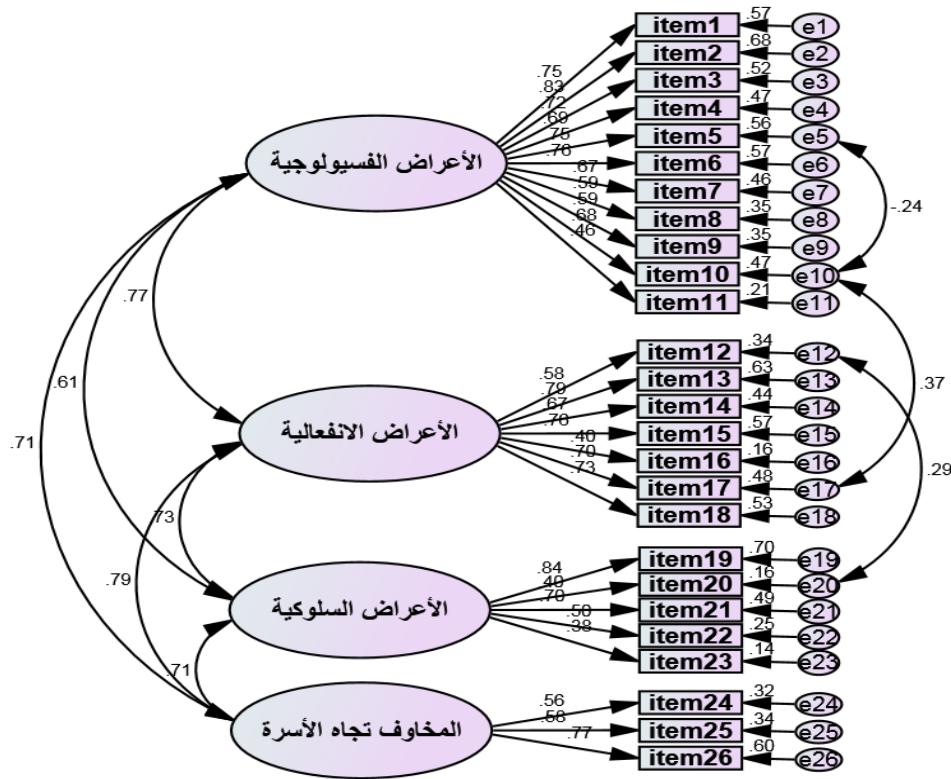 .57
item1
e1
.68
item2
e2
.52
item3
e3
.47
item4
e4
.56
item5
e5
.57
item6
e6
.46
item7
e7
.35
item8
e8
.35
item9
e9
.47
item10
e10
.21
item11
e11
.75
.83
.72
.69
.75
.76
.67
.59
.59
.68
.46
الأعراض الفسيولوجية
-.24
.77
.61
.71
.34
item12
e12
.63
item13
e13
.44
item14
e14
.57
item15
e15
.16
item16
e16
.48
item17
e17
.53
item18
e18
.58
.79
.67
.76
.40
.70
.73
الأعراض الانفعالية
.37
.29
.73
.79
.70
item19
e19
.16
item20
e20
.49
item21
e21
.25
item22
e22
.14
item23
e23
.84
.40
.70
.50
.38
الأعراض السلوكية
.71
.32
item24
e24
.34
item25
e25
.60
item26
e26
.56
.58
.77
المخاوف تجاه الأسرة